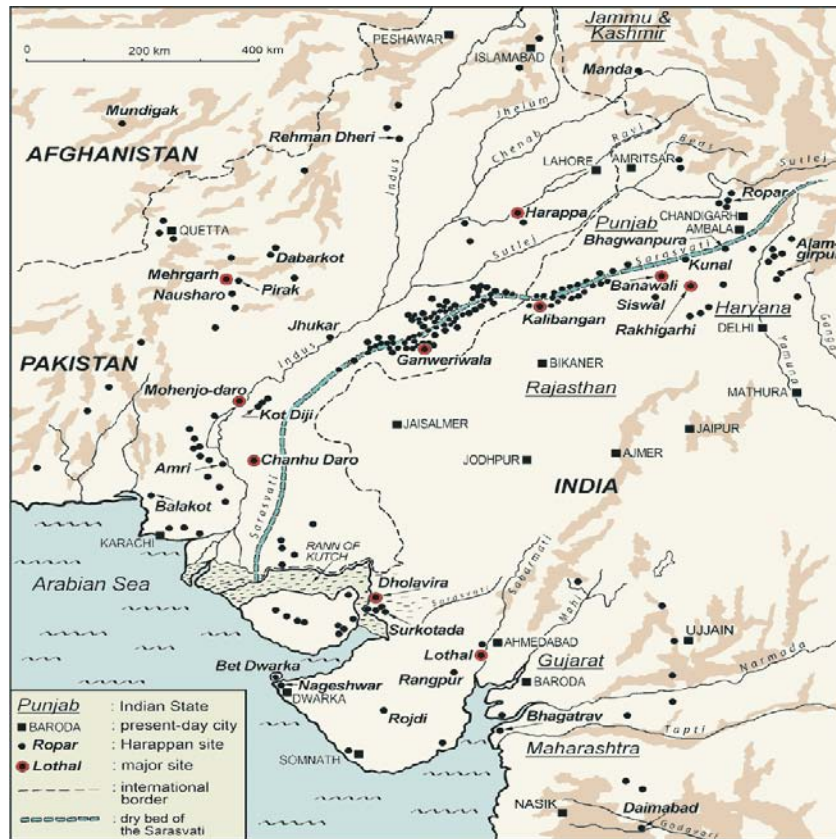 Jammu &
Kashmir
0
200 km
400 km
PESHAWAR
ISLAMABAD
Manda
Mundigak
Rehman Dheri
Jhelum
Chenab
Ravi
Beas
Sutlej
AFGHANISTAN
Indus
LAHORE
AMRITSAR
Ropar
Harappa
Punjab
CHANDIGARH
AMBALA
QUETTA
Sutlej
Bhagwanpura
Sarasvati
Alam-
girpur
Dabarkot
Mehrgarh
Pirak
Nausharo
Banawali
Kunal
Siswal
Haryana
Rakhigarhi
Kalibangan
DELHI
Ganga
Jhukar
Indus
Ganweriwala
PAKISTAN
BIKANER
Yamuna
Rajasthan
MATHURA
Mohenjo-daro
Kot Diji
JAISALMER
JAIPUR
Chanhu Daro
Amri
JODHPUR
AJMER
INDIA
Balakot
Sarasvati
KARACHI
RANN OF
KUTCH
Arabian Sea
Dholavira
Sarasvati
Sabarmati
Mahi
Surkotada
AHMEDABAD
UJJAIN
Lothal
Gujarat
Bet Dwarka
Rangpur
BARODA
Narmada
Nageshwar
DWARKA
Rojdi
Bhagatrav
Tapti
Maharashtra
SOMNATH
NASIK
Daimabad
Godavari
Punjab : Indian State
BARODA : present-day city
Ropar : Harappan site
Lothal : major site
: international
border
: dry bed of
the Sarasvati